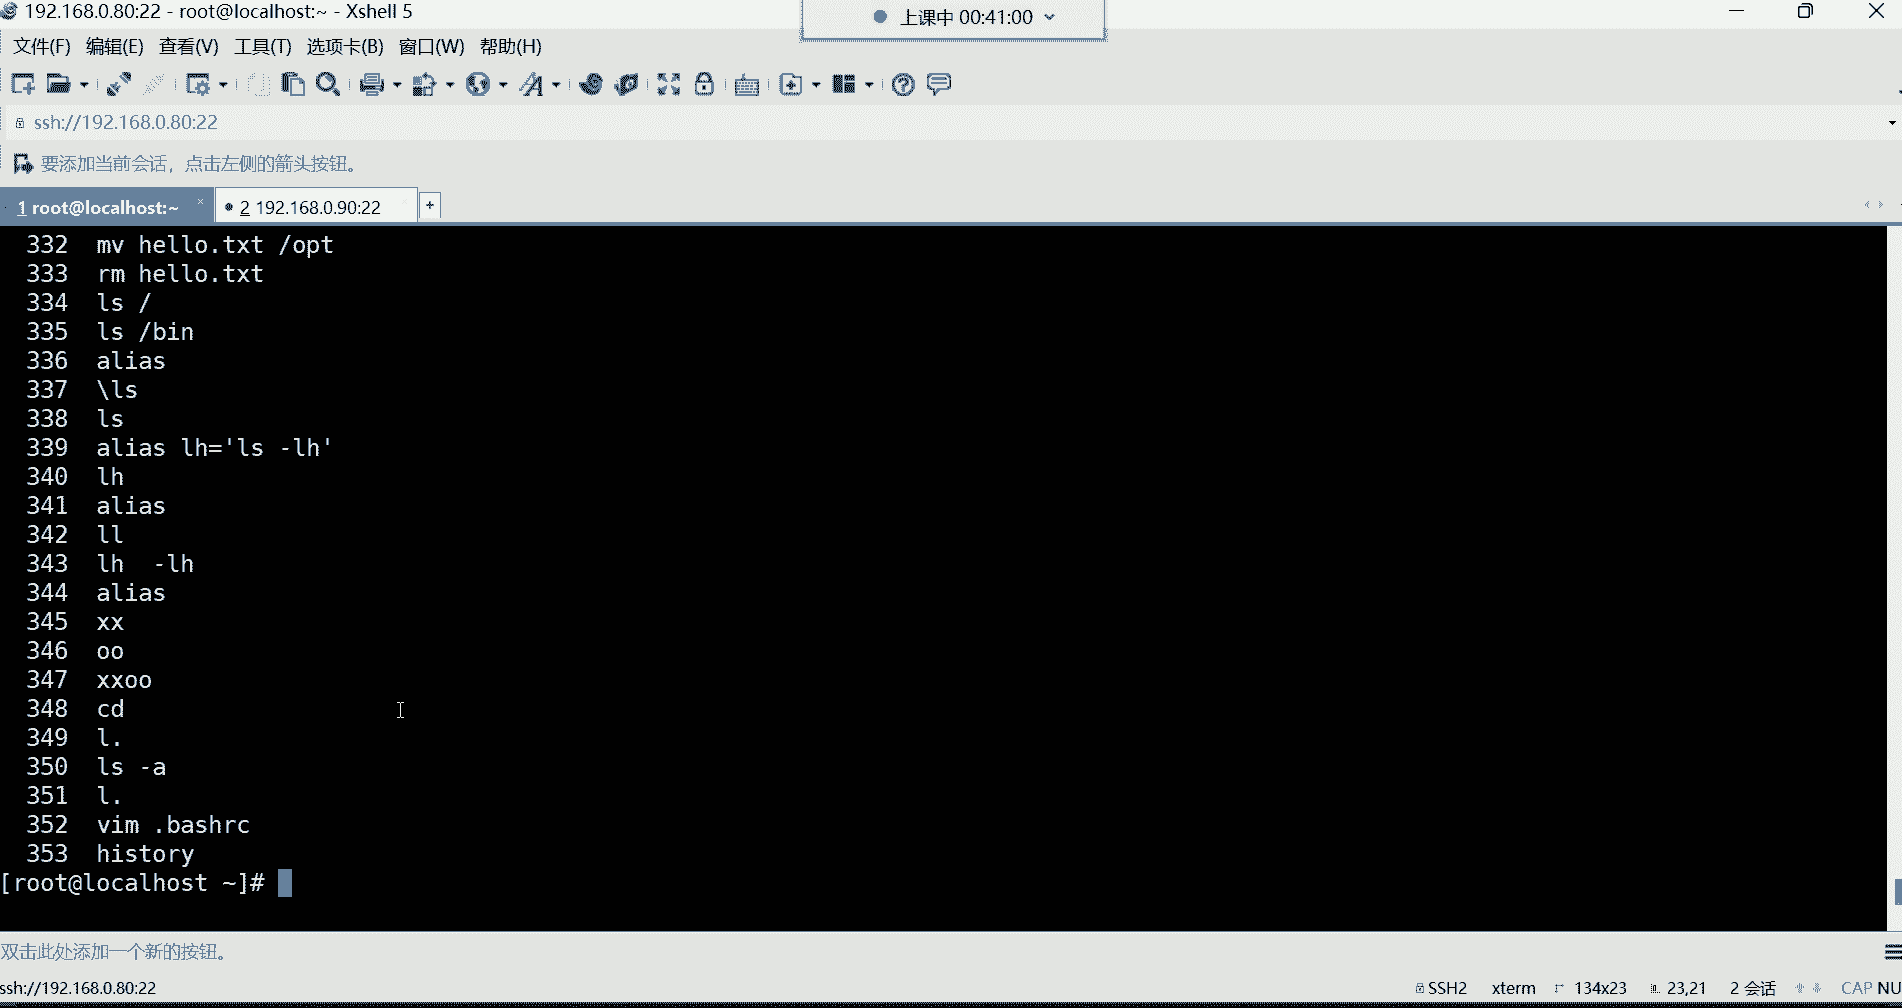 192.168.0.80:22 - root@localhost:~ - Xshell 5
上课中 00:41:00
文件(F) 编辑(E) 查看(V) 工具(T) 选项卡(B) 窗口(W) 帮助(H)
ssh://192.168.0.80:22
要添加当前会话，点击左侧的箭头按钮。
1 root@localhost:~ × 2 192.168.0.90:22 +
332 mv hello.txt /opt
333 rm hello.txt
334 ls /
335 ls /bin
336 alias
337 \ls
338 ls
339 alias lh='ls -lh'
340 lh
341 alias
342 ll
343 lh  -lh
344 alias
345 xx
346 oo
347 xxoo
348 cd
349 l.
350 ls -a
351 l.
352 vim .bashrc
353 history
[root@localhost ~]#
双击此处添加一个新的按钮。
ssh://192.168.0.80:22 SSH2 xterm 134x23 23,21 2 会话 CAP NU